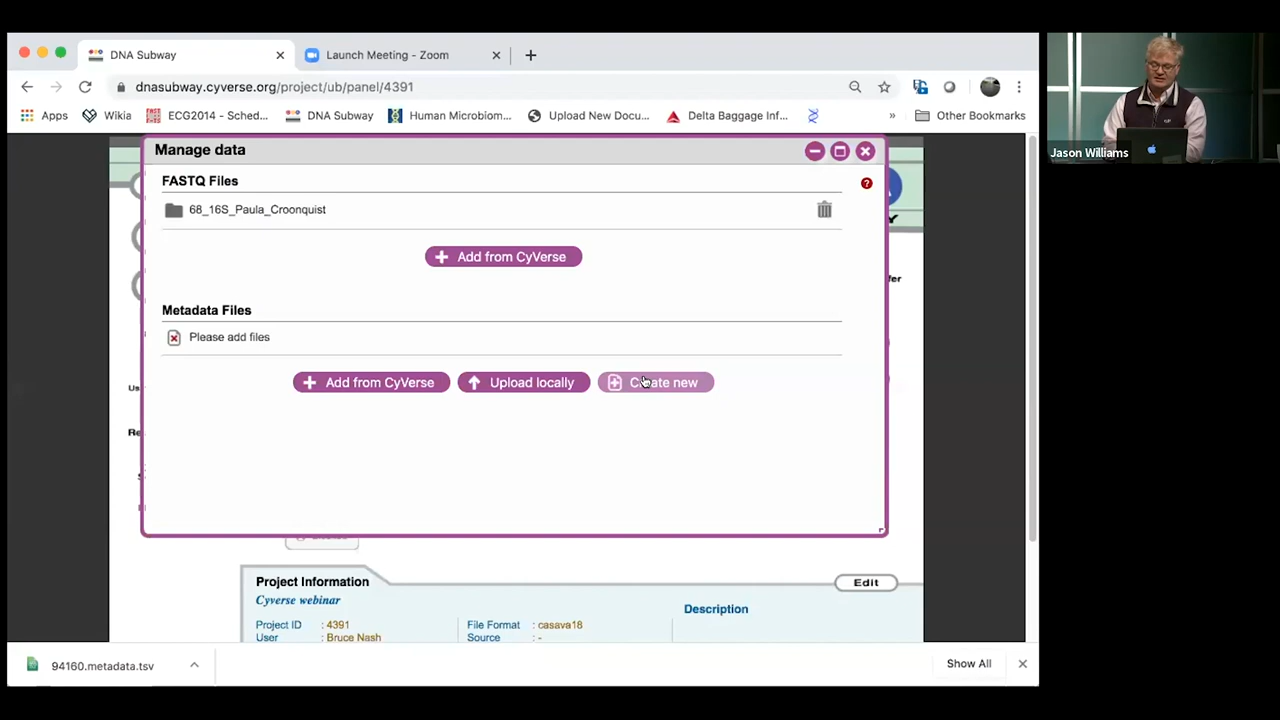 DNA Subway
Launch Meeting - Zoom
dnasubway.cyverse.org/project/ub/panel/4391
Apps
Wikia
ECG2014 - Sched...
DNA Subway
Human Microbiom...
Upload New Docu...
Delta Baggage Inf...
»
Other Bookmarks
Jason Williams
Manage data
FASTQ Files
?
68_16S_Paula_Croonquist
+ Add from CyVerse
Metadata Files
Please add files
+ Add from CyVerse
Upload locally
Create new
Project Information
Edit
Cyverse webinar
Description
Project ID : 4391
File Format : casava18
User : Bruce Nash
Source : -
94160.metadata.tsv
Show All